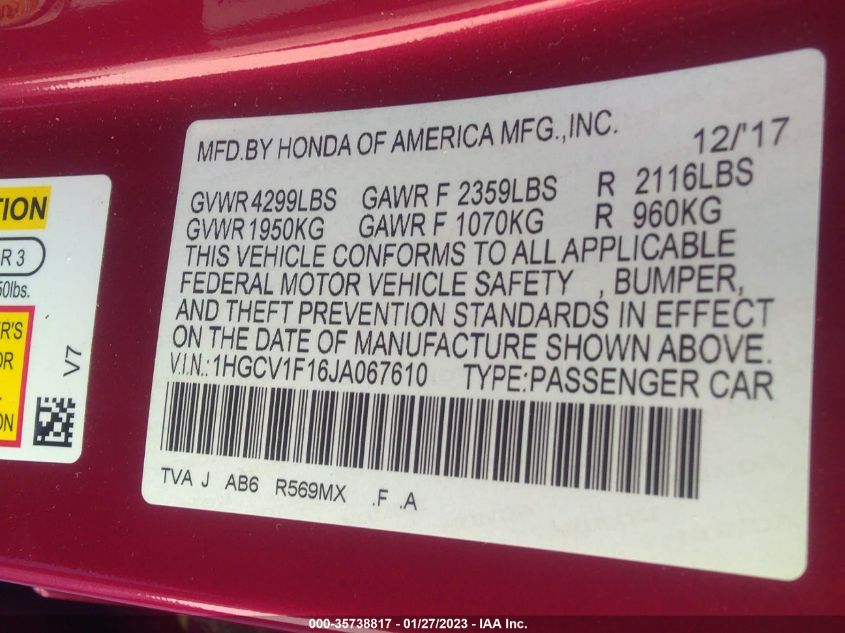 TION
R 3
50lbs.
R'S
OR
ON
V7
MFD.BY HONDA OF AMERICA MFG.,INC. 12/'17
GVWR 4299LBS GAWR F 2359LBS R 2116LBS
GVWR 1950KG GAWR F 1070KG R 960KG
THIS VEHICLE CONFORMS TO ALL APPLICABLE
FEDERAL MOTOR VEHICLE SAFETY , BUMPER,
AND THEFT PREVENTION STANDARDS IN EFFECT
ON THE DATE OF MANUFACTURE SHOWN ABOVE.
V.I.N.: 1HGCV1F16JA067610 TYPE:PASSENGER CAR
TVA J AB6 R569MX .F .A
000-35738817 - 01/27/2023 - IAA Inc.